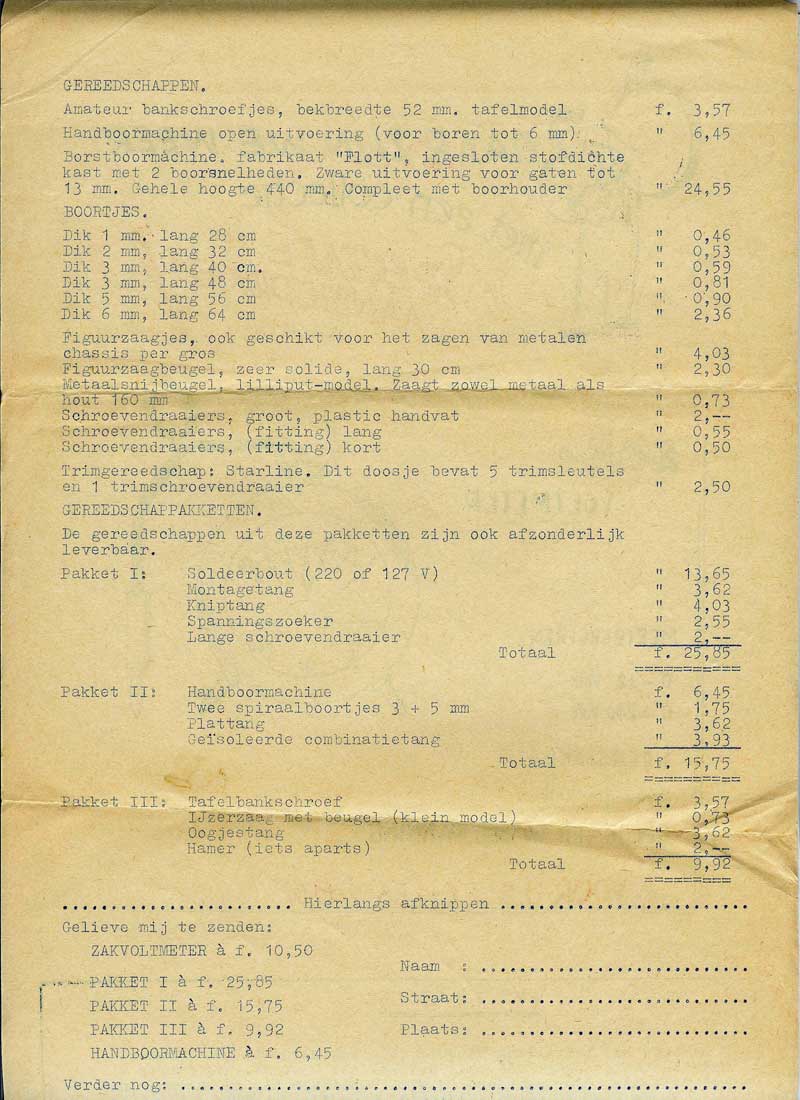 GEREEDSCHAPPEN.
Amateur bankschroefjes, bekbreedte 52 mm. tafelmodel f. 3,57
Handboormachine open uitvoering (voor boren tot 6 mm). " 6,45
Borstboormachine. fabrikaat "Flott", ingesloten stofdichte
kast met 2 boorsnelheden. Zware uitvoering voor gaten tot
13 mm. Gehele hoogte 440 mm. Compleet met boorhouder " 24,55
BOORTJES.
Dik 1 mm. lang 28 cm " 0,46
Dik 2 mm, lang 32 cm " 0,53
Dik 3 mm, lang 40 cm. " 0,59
Dik 3 mm, lang 48 cm " 0,81
Dik 5 mm, lang 56 cm " 0,90
Dik 6 mm, lang 64 cm " 2,36
Figuurzaagjes, ook geschikt voor het zagen van metalen
chassis per gros " 4,03
Figuurzaagbeugel, zeer solide, lang 30 cm " 2,30
Metaalsnijbeugel, lilliput-model. Zaagt zowel metaal als
hout 160 mm " 0,73
Schroevendraaiers, groot, plastic handvat " 2,--
Schroevendraaiers, (fitting) lang " 0,55
Schroevendraaiers, (fitting) kort " 0,50
Trimgereedschap: Starline. Dit doosje bevat 5 trimsleutels
en 1 trimschroevendraaier " 2,50
GEREEDSCHAPPAKKETTEN.
De gereedschappen uit deze pakketten zijn ook afzonderlijk
leverbaar.
Pakket I: Soldeerbout (220 of 127 V) " 13,65
Montagetang " 3,62
Kniptang " 4,03
Spanningszoeker " 2,55
Lange schroevendraaier " 2,--
Totaal f. 25,85
==========
Pakket II: Handboormachine f. 6,45
Twee spiraalboortjes 3 + 5 mm " 1,75
Plattang " 3,62
Geïsoleerde combinatietang " 3,93
Totaal f. 15,75
=========
Pakket III: Tafelbankschroef f. 3,57
IJzerzaag met beugel (klein model) " 0,73
Oogjestang " 3,62
Hamer (iets aparts) " 2,--
Totaal f. 9,92
========
........................ Hierlangs afknippen ..........................
Gelieve mij te zenden:
ZAKVOLTMETER à f. 10,50
Naam : ............................
PAKKET I à f. 25,85
Straat: ............................
PAKKET II à f. 15,75
PAKKET III à f. 9,92
Plaats: ............................
HANDBOORMACHINE à f. 6,45
Verder nog: ............................................................